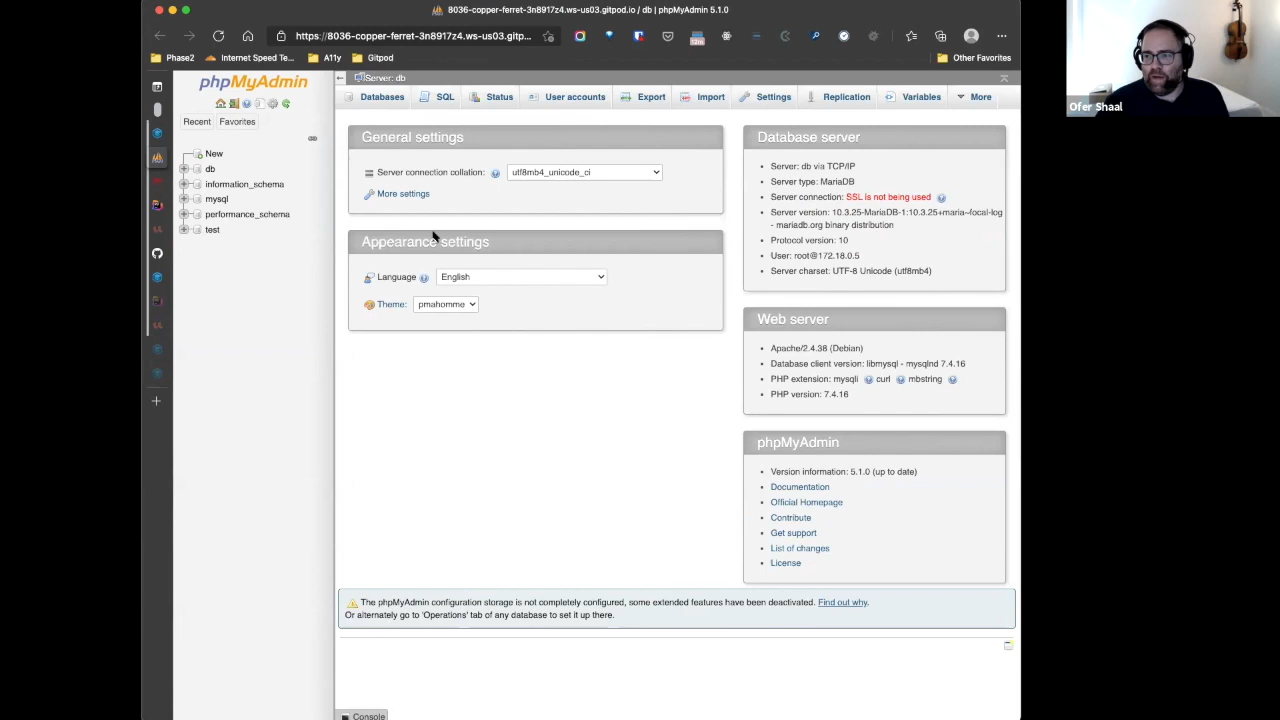 8036-copper-ferret-3n8917z4.ws-us03.gitpod.io / db | phpMyAdmin 5.1.0
https://8036-copper-ferret-3n8917z4.ws-us03.gitp...
12m
Phase2 Internet Speed Te... A11y Gitpod Other Favorites
phpMyAdmin
Recent Favorites
New
db
information_schema
mysql
performance_schema
test
Server: db
Databases SQL Status User accounts Export Import Settings Replication Variables More
General settings
Server connection collation: utf8mb4_unicode_ci
More settings
Appearance settings
Language English
Theme: pmahomme
Database server
Server: db via TCP/IP
Server type: MariaDB
Server connection: SSL is not being used
Server version: 10.3.25-MariaDB-1:10.3.25+maria~focal-log
- mariadb.org binary distribution
Protocol version: 10
User: root@172.18.0.5
Server charset: UTF-8 Unicode (utf8mb4)
Web server
Apache/2.4.38 (Debian)
Database client version: libmysql - mysqlnd 7.4.16
PHP extension: mysqli curl mbstring
PHP version: 7.4.16
phpMyAdmin
Version information: 5.1.0 (up to date)
Documentation
Official Homepage
Contribute
Get support
List of changes
License
The phpMyAdmin configuration storage is not completely configured, some extended features have been deactivated. Find out why.
Or alternately go to 'Operations' tab of any database to set it up there.
Console
Ofer Shaal